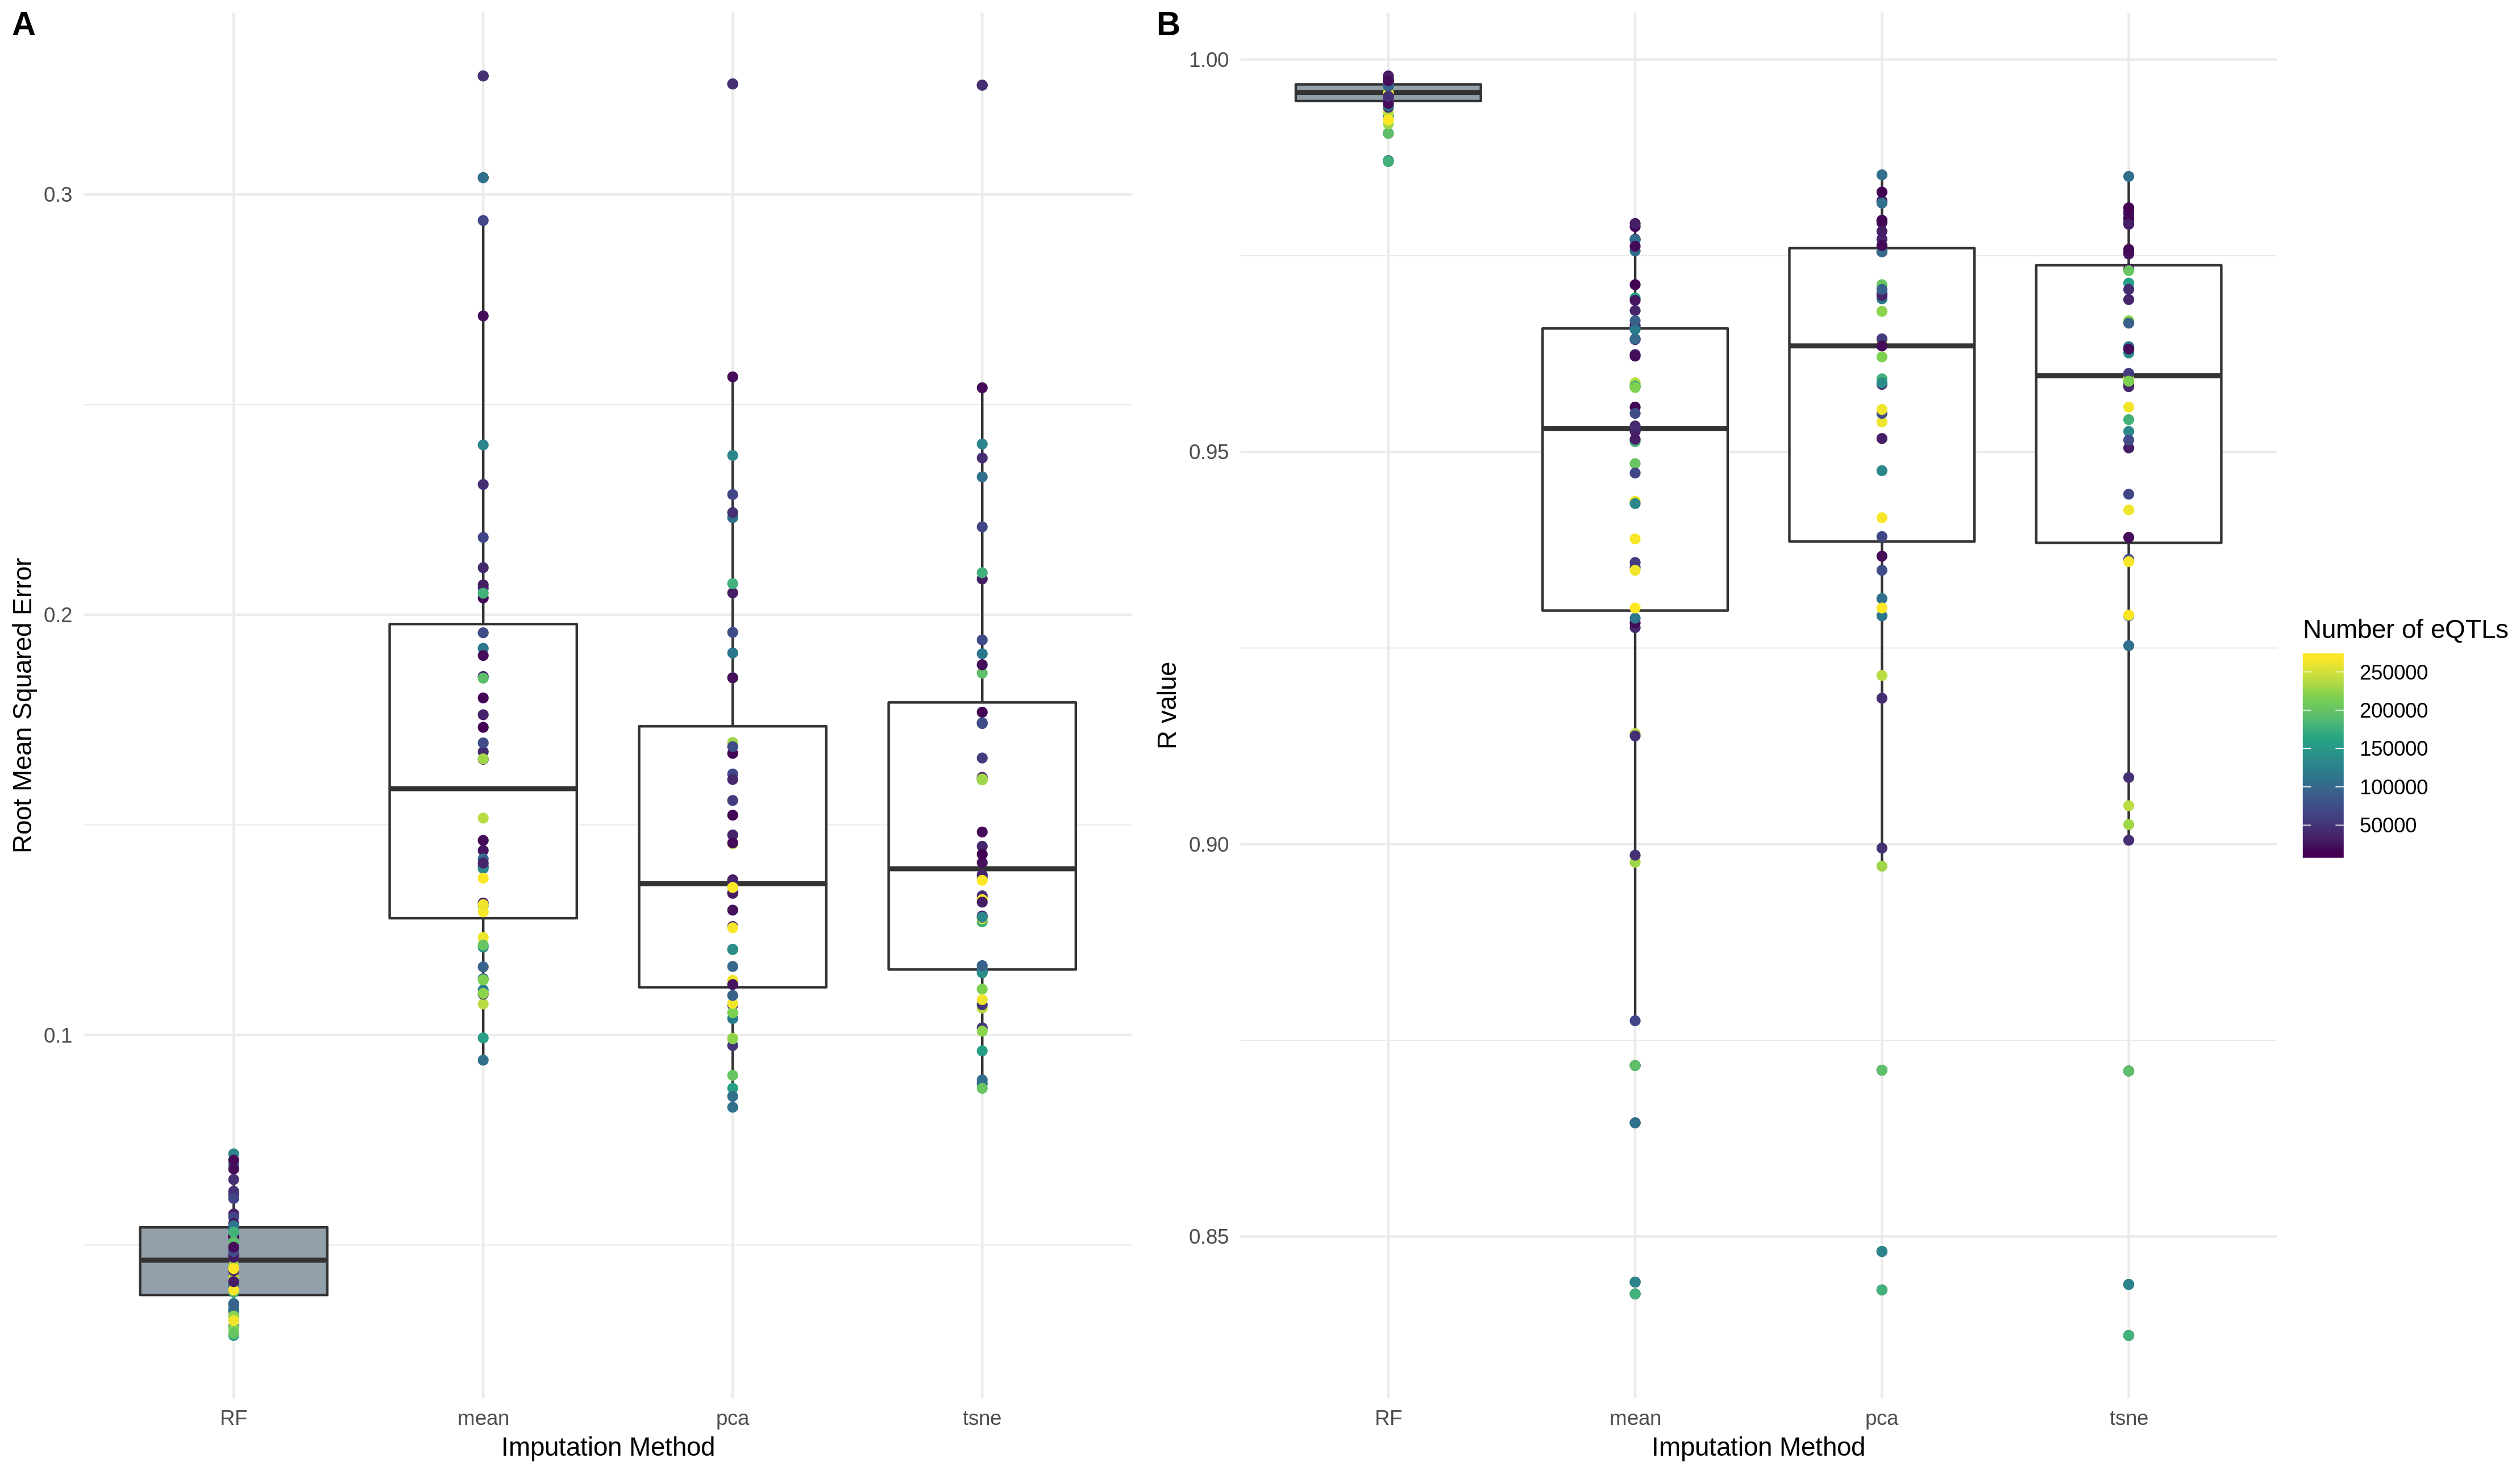 A
Root Mean Squared Error
0.3
0.2
0.1
RF mean pca tsne
Imputation Method
B
R value
1.00
0.95
0.90
0.85
RF mean pca tsne
Imputation Method
Number of eQTLs
250000
200000
150000
100000
50000